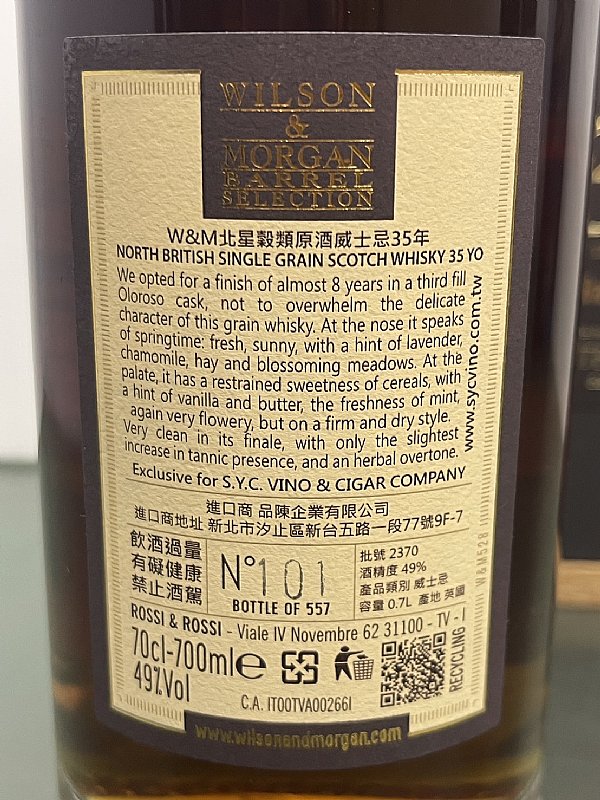 WILSON
&
MORGAN
BARREL
SELECTION
W&M北星穀類原酒威士忌35年
NORTH BRITISH SINGLE GRAIN SCOTCH WHISKY 35 YO
We opted for a finish of almost 8 years in a third fill
Oloroso cask, not to overwhelm the delicate
character of this grain whisky. At the nose it speaks
of springtime: fresh, sunny, with a hint of lavender,
chamomile, hay and blossoming meadows. At the
palate, it has a restrained sweetness of cereals, with
a hint of vanilla and butter, the freshness of mint,
again very flowery, but on a firm and dry style.
Very clean in its finale, with only the slightest
increase in tannic presence, and an herbal overtone.
www.sycvino.com.tw
Exclusive for S.Y.C. VINO & CIGAR COMPANY
進口商 品陳企業有限公司
進口商地址 新北市汐止區新台五路一段77號9F-7
飲酒過量
有礙健康
禁止酒駕
N°101
BOTTLE OF 557
批號 2370
酒精度 49%
產品類別 威士忌
容量 0.7L 產地 英國
W&M528
ROSSI & ROSSI - Viale IV Novembre 62 31100 - TV - I
70cl-700ml e
49%Vol
C.A. IT00TVA00266I
RECYCLING
www.wilsonandmorgan.com